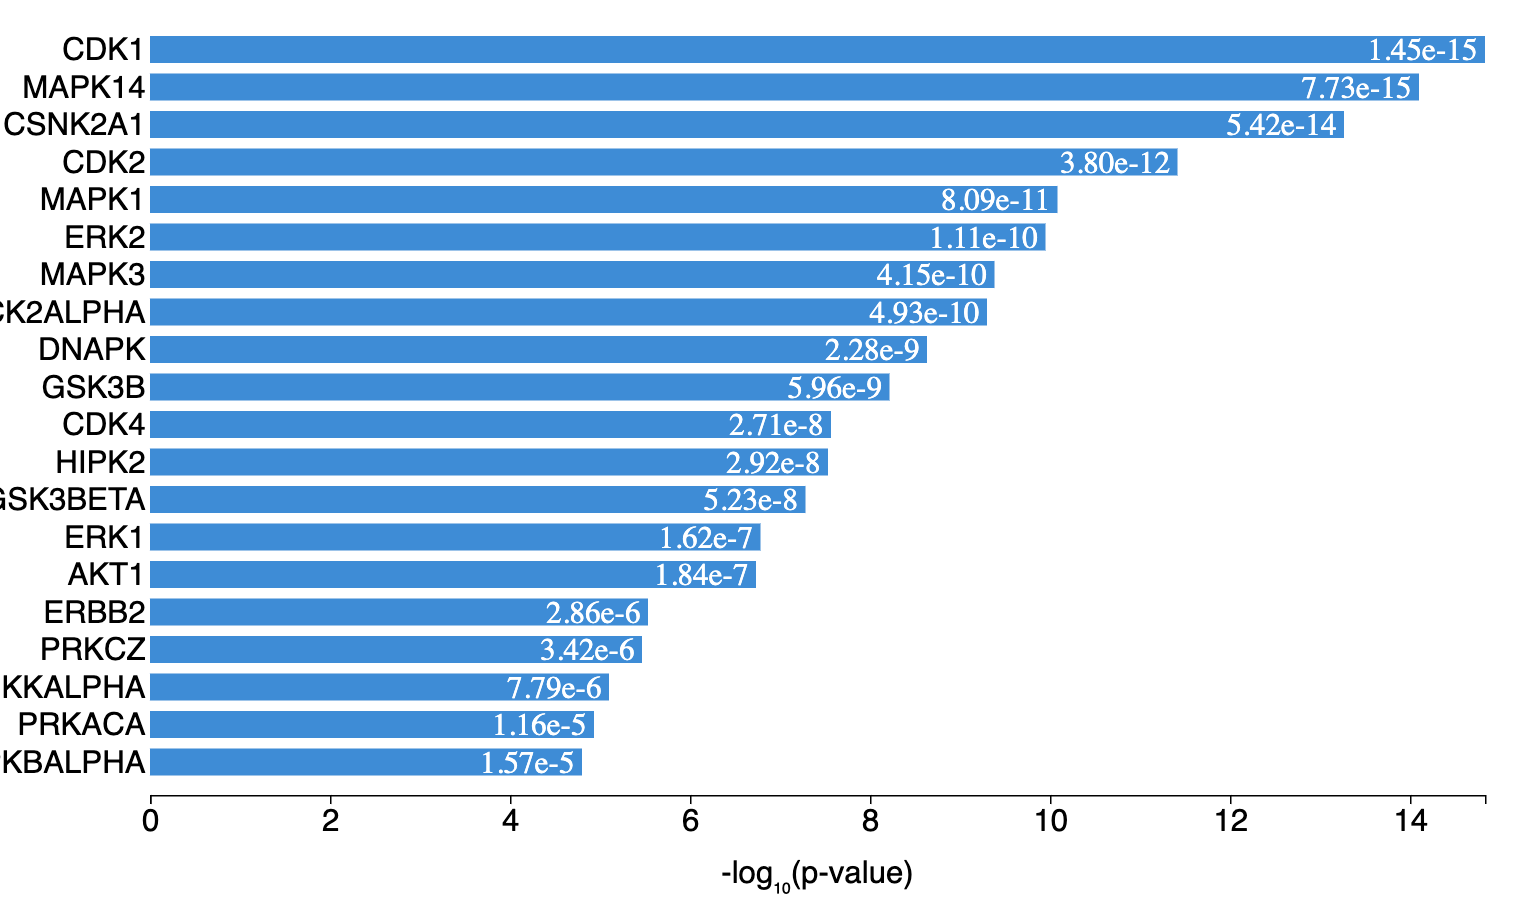 CDK1 1.45e-15
MAPK14 7.73e-15
CSNK2A1 5.42e-14
CDK2 3.80e-12
MAPK1 8.09e-11
ERK2 1.11e-10
MAPK3 4.15e-10
CK2ALPHA 4.93e-10
DNAPK 2.28e-9
GSK3B 5.96e-9
CDK4 2.71e-8
HIPK2 2.92e-8
GSK3BETA 5.23e-8
ERK1 1.62e-7
AKT1 1.84e-7
ERBB2 2.86e-6
PRKCZ 3.42e-6
KKALPHA 7.79e-6
PRKACA 1.16e-5
KBALPHA 1.57e-5
0 2 4 6 8 10 12 14
-log10(p-value)